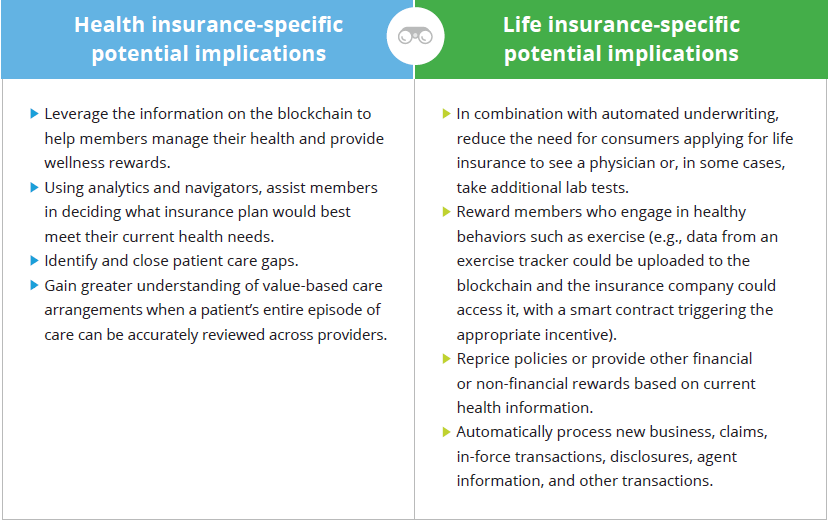 Health insurance-specific
potential implications
Leverage the information on the blockchain to
help members manage their health and provide
wellness rewards.
Using analytics and navigators, assist members
in deciding what insurance plan would best
meet their current health needs.
Identify and close patient care gaps.
Gain greater understanding of value-based care
arrangements when a patient’s entire episode of
care can be accurately reviewed across providers.
Life insurance-specific
potential implications
In combination with automated underwriting,
reduce the need for consumers applying for life
insurance to see a physician or, in some cases,
take additional lab tests.
Reward members who engage in healthy
behaviors such as exercise (e.g., data from an
exercise tracker could be uploaded to the
blockchain and the insurance company could
access it, with a smart contract triggering the
appropriate incentive).
Reprice policies or provide other financial
or non-financial rewards based on current
health information.
Automatically process new business, claims,
in-force transactions, disclosures, agent
information, and other transactions.